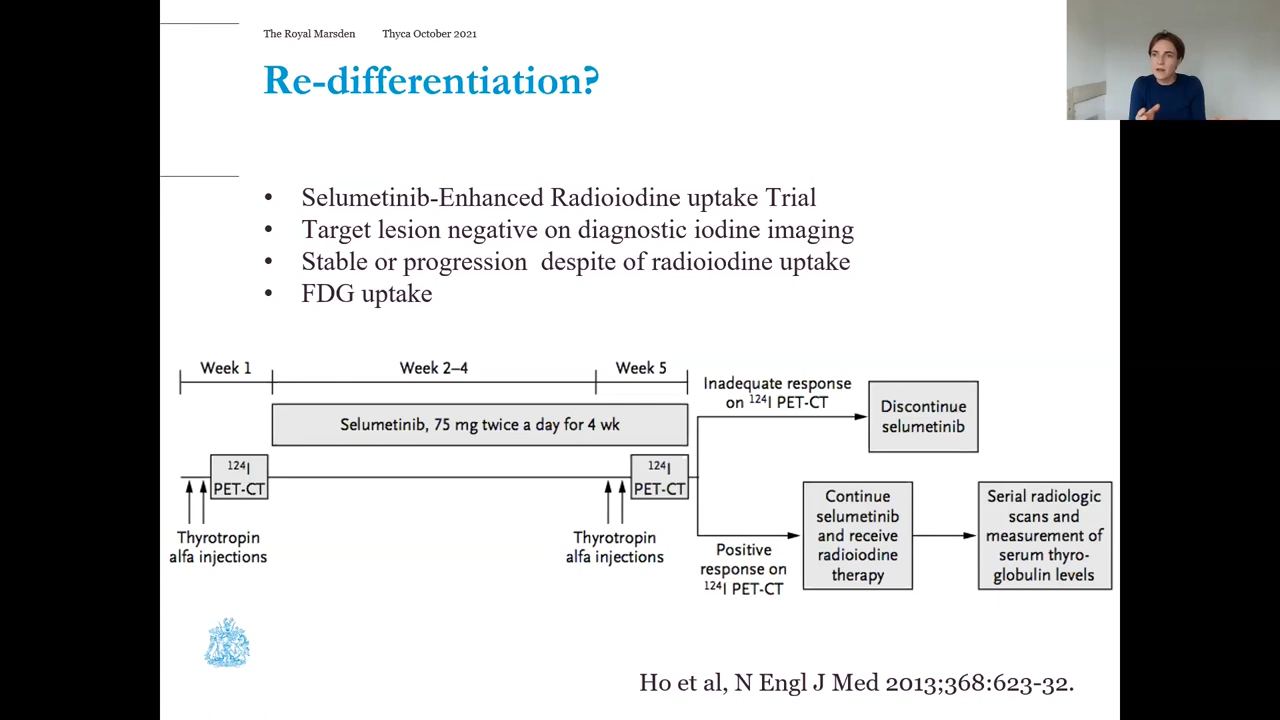 The Royal Marsden Thyca October 2021
Re-differentiation?
• Selumetinib-Enhanced Radioiodine uptake Trial
• Target lesion negative on diagnostic iodine imaging
• Stable or progression despite of radioiodine uptake
• FDG uptake
Week 1
Week 2–4
Week 5
Selumetinib, 75 mg twice a day for 4 wk
¹²⁴I
PET-CT
¹²⁴I
PET-CT
Thyrotropin
alfa injections
Thyrotropin
alfa injections
Inadequate response
on ¹²⁴I PET-CT
Discontinue
selumetinib
Positive
response on
¹²⁴I PET-CT
Continue
selumetinib
and receive
radioiodine
therapy
Serial radiologic
scans and
measurement of
serum thyro-
globulin levels
Ho et al, N Engl J Med 2013;368:623-32.